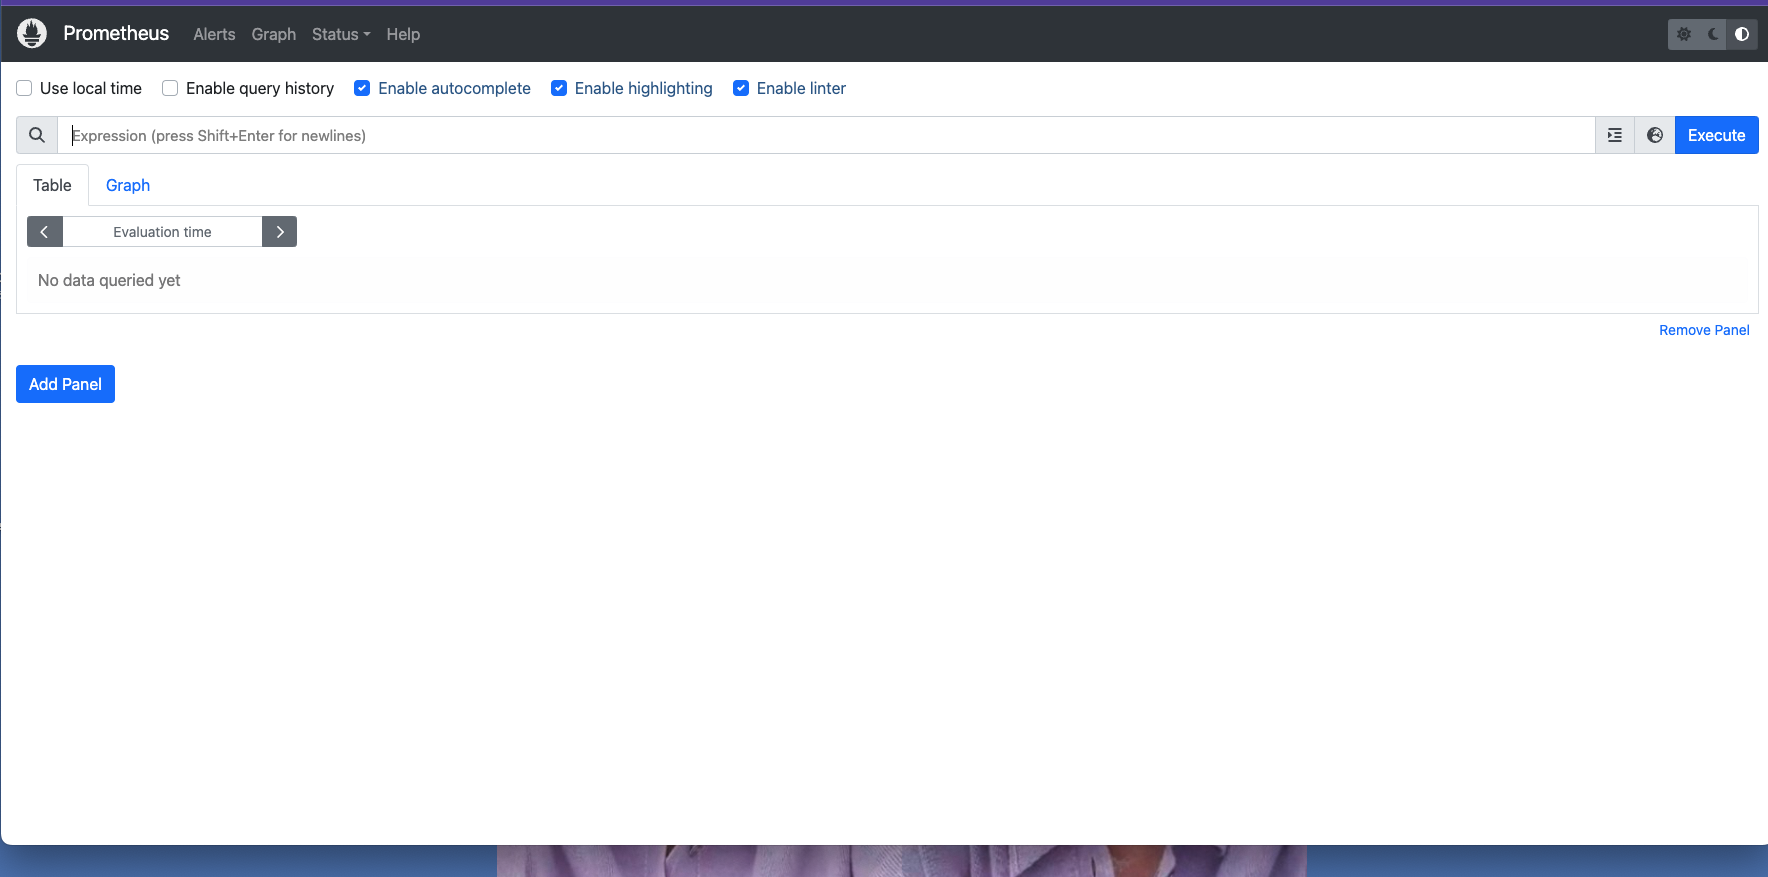 Prometheus Alerts Graph Status Help
Use local time Enable query history Enable autocomplete Enable highlighting Enable linter
Expression (press Shift+Enter for newlines) Execute
Table Graph
Evaluation time
No data queried yet
Remove Panel
Add Panel